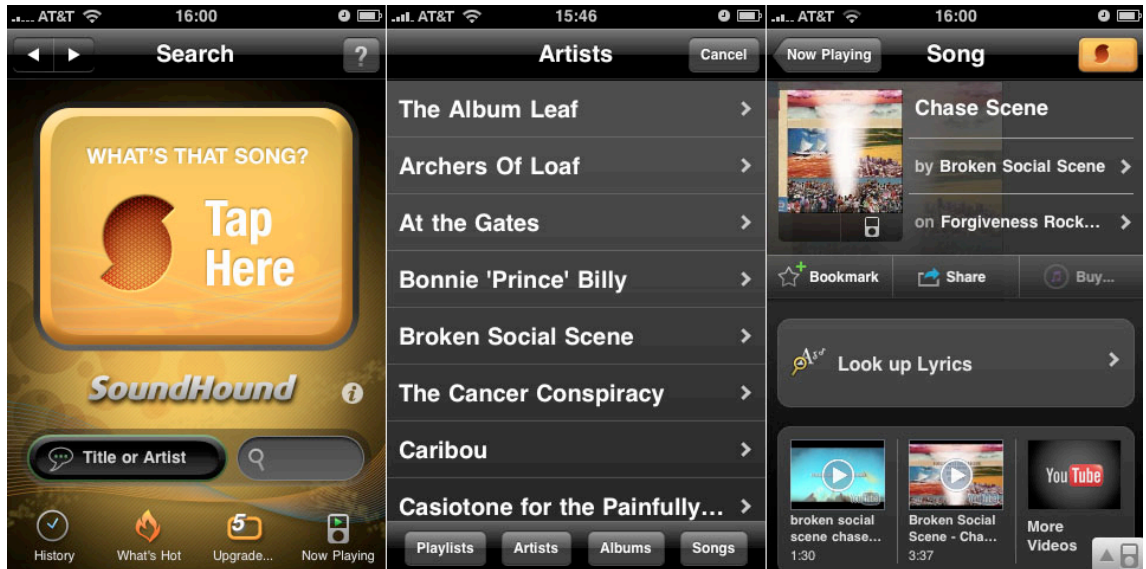 AT&T 16:00
Search
?
WHAT'S THAT SONG?
Tap
Here
SoundHound
Title or Artist
History
What's Hot
5
Upgrade...
Now Playing
AT&T 15:46
Artists
Cancel
The Album Leaf
Archers Of Loaf
At the Gates
Bonnie 'Prince' Billy
Broken Social Scene
The Cancer Conspiracy
Caribou
Casiotone for the Painfully...
Playlists
Artists
Albums
Songs
AT&T 16:00
Now Playing
Song
Chase Scene
by Broken Social Scene
on Forgiveness Rock...
Bookmark
Share
Buy...
Look up Lyrics
broken social
scene chase...
1:30
Broken Social
Scene - Cha...
3:37
YouTube
More
Videos